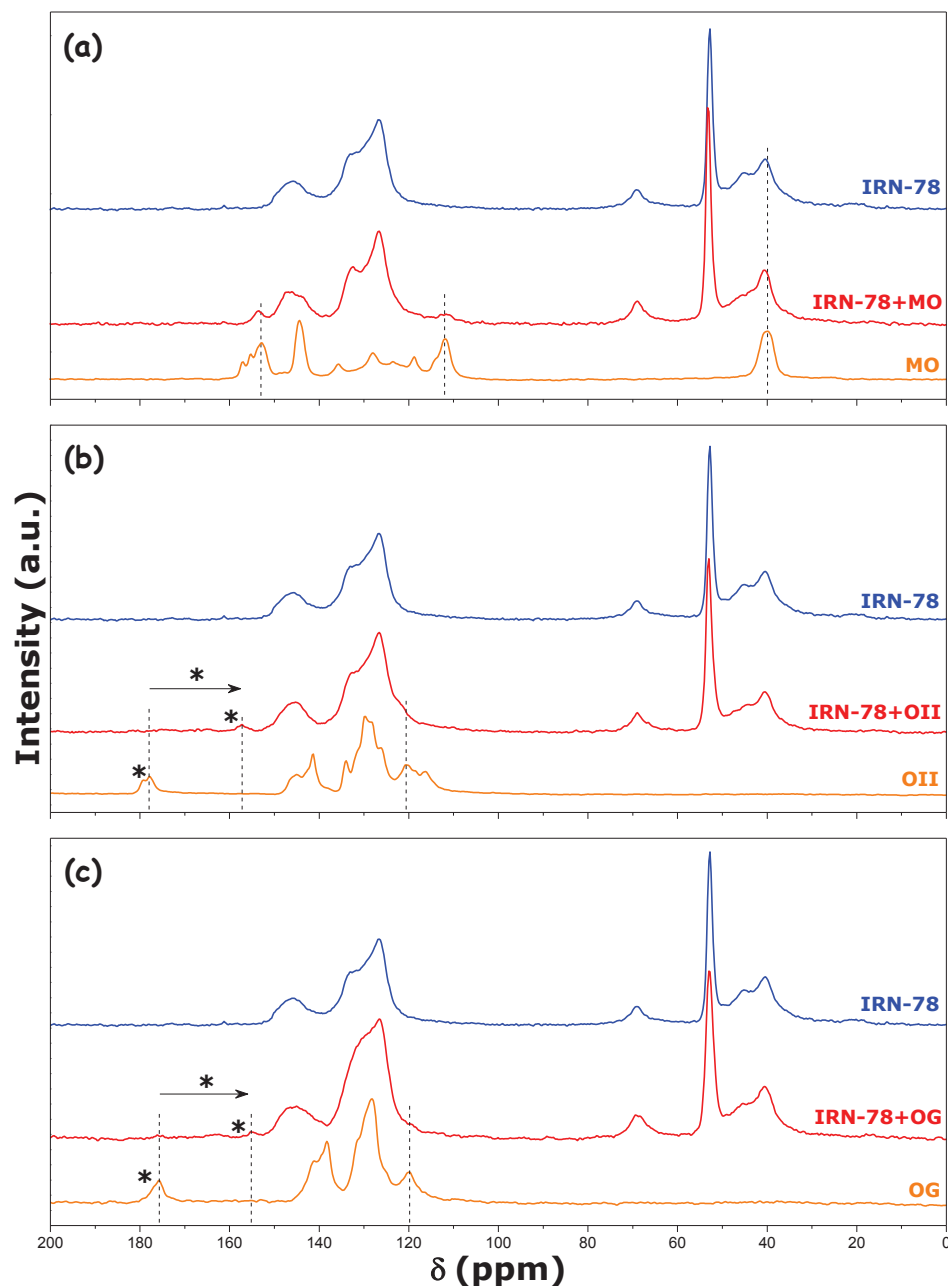 (a)
IRN-78
IRN-78+MO
MO
(b)
IRN-78
*
IRN-78+OII
*
*
OII
(c)
IRN-78
*
IRN-78+OG
*
*
OG
Intensity (a.u.)
200 180 160 140 120 100 80 60 40 20 0
δ (ppm)